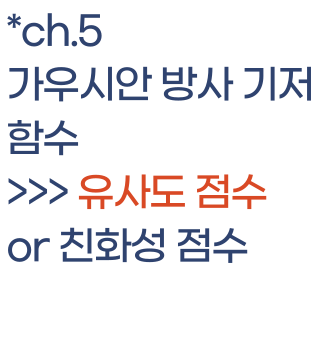 *ch.5
가우시안 방사 기저
함수
>>> 유사도 점수
or 친화성 점수